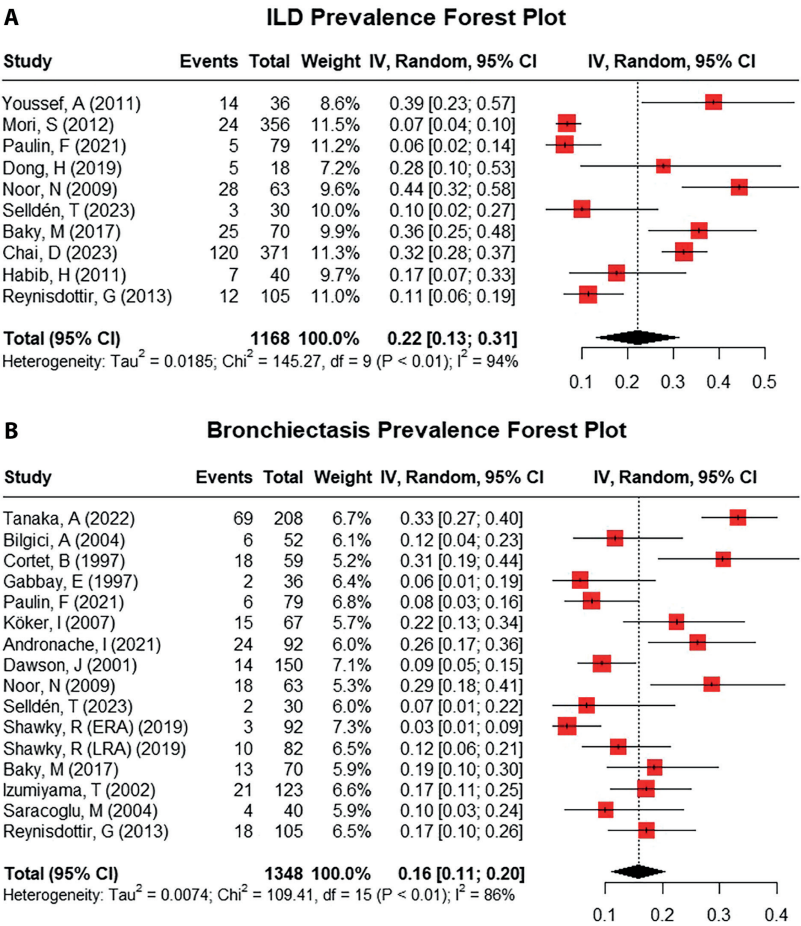 A
ILD Prevalence Forest Plot
Study Events Total Weight IV, Random, 95% CI IV, Random, 95% CI
Youssef, A (2011) 14 36 8.6% 0.39 [0.23; 0.57]
Mori, S (2012) 24 356 11.5% 0.07 [0.04; 0.10]
Paulin, F (2021) 5 79 11.2% 0.06 [0.02; 0.14]
Dong, H (2019) 5 18 7.2% 0.28 [0.10; 0.53]
Noor, N (2009) 28 63 9.6% 0.44 [0.32; 0.58]
Selldén, T (2023) 3 30 10.0% 0.10 [0.02; 0.27]
Baky, M (2017) 25 70 9.9% 0.36 [0.25; 0.48]
Chai, D (2023) 120 371 11.3% 0.32 [0.28; 0.37]
Habib, H (2011) 7 40 9.7% 0.17 [0.07; 0.33]
Reynisdottir, G (2013) 12 105 11.0% 0.11 [0.06; 0.19]
Total (95% CI) 1168 100.0% 0.22 [0.13; 0.31]
Heterogeneity: Tau² = 0.0185; Chi² = 145.27, df = 9 (P < 0.01); I² = 94%
0.1 0.2 0.3 0.4 0.5
B
Bronchiectasis Prevalence Forest Plot
Study Events Total Weight IV, Random, 95% CI IV, Random, 95% CI
Tanaka, A (2022) 69 208 6.7% 0.33 [0.27; 0.40]
Bilgici, A (2004) 6 52 6.1% 0.12 [0.04; 0.23]
Cortet, B (1997) 18 59 5.2% 0.31 [0.19; 0.44]
Gabbay, E (1997) 2 36 6.4% 0.06 [0.01; 0.19]
Paulin, F (2021) 6 79 6.8% 0.08 [0.03; 0.16]
Köker, I (2007) 15 67 5.7% 0.22 [0.13; 0.34]
Andronache, I (2021) 24 92 6.0% 0.26 [0.17; 0.36]
Dawson, J (2001) 14 150 7.1% 0.09 [0.05; 0.15]
Noor, N (2009) 18 63 5.3% 0.29 [0.18; 0.41]
Selldén, T (2023) 2 30 6.0% 0.07 [0.01; 0.22]
Shawky, R (ERA) (2019) 3 92 7.3% 0.03 [0.01; 0.09]
Shawky, R (LRA) (2019) 10 82 6.5% 0.12 [0.06; 0.21]
Baky, M (2017) 13 70 5.9% 0.19 [0.10; 0.30]
Izumiyama, T (2002) 21 123 6.6% 0.17 [0.11; 0.25]
Saracoglu, M (2004) 4 40 5.9% 0.10 [0.03; 0.24]
Reynisdottir, G (2013) 18 105 6.5% 0.17 [0.10; 0.26]
Total (95% CI) 1348 100.0% 0.16 [0.11; 0.20]
Heterogeneity: Tau² = 0.0074; Chi² = 109.41, df = 15 (P < 0.01); I² = 86%
0.1 0.2 0.3 0.4